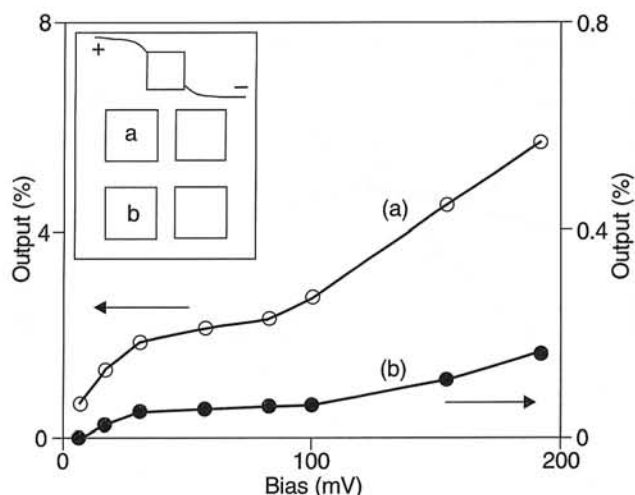 8
0.8
+
−
a
b
(a)
4
0.4
Output (%)
Output (%)
(b)
0
0
0
100
200
Bias (mV)